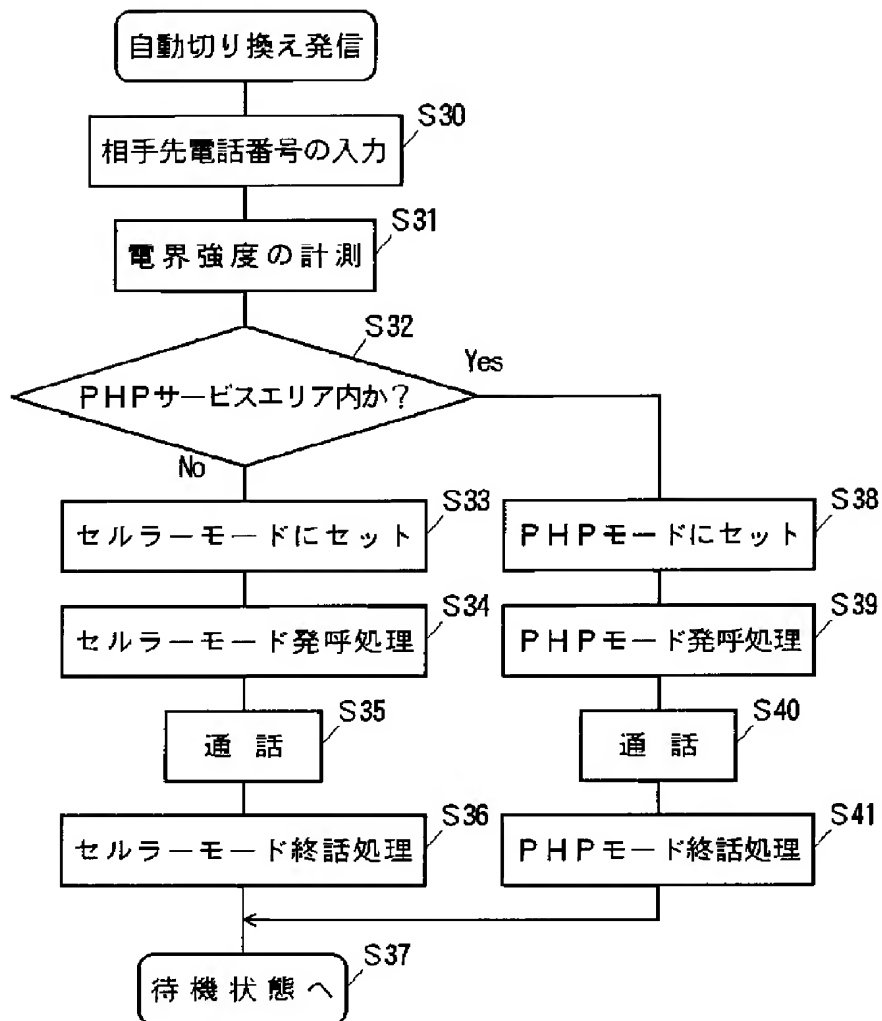 自動切り換え発信
S30
相手先電話番号の入力
S31
電界強度の計測
S32
PHPサービスエリア内か?
Yes
No
S33
セルラーモードにセット
S34
セルラーモード発呼処理
S35
通話
S36
セルラーモード終話処理
S38
PHPモードにセット
S39
PHPモード発呼処理
S40
通話
S41
PHPモード終話処理
S37
待機状態へ